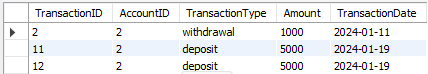 TransactionID AccountID TransactionType Amount TransactionDate
2 2 withdrawal 1000 2024-01-11
11 2 deposit 5000 2024-01-19
12 2 deposit 5000 2024-01-19